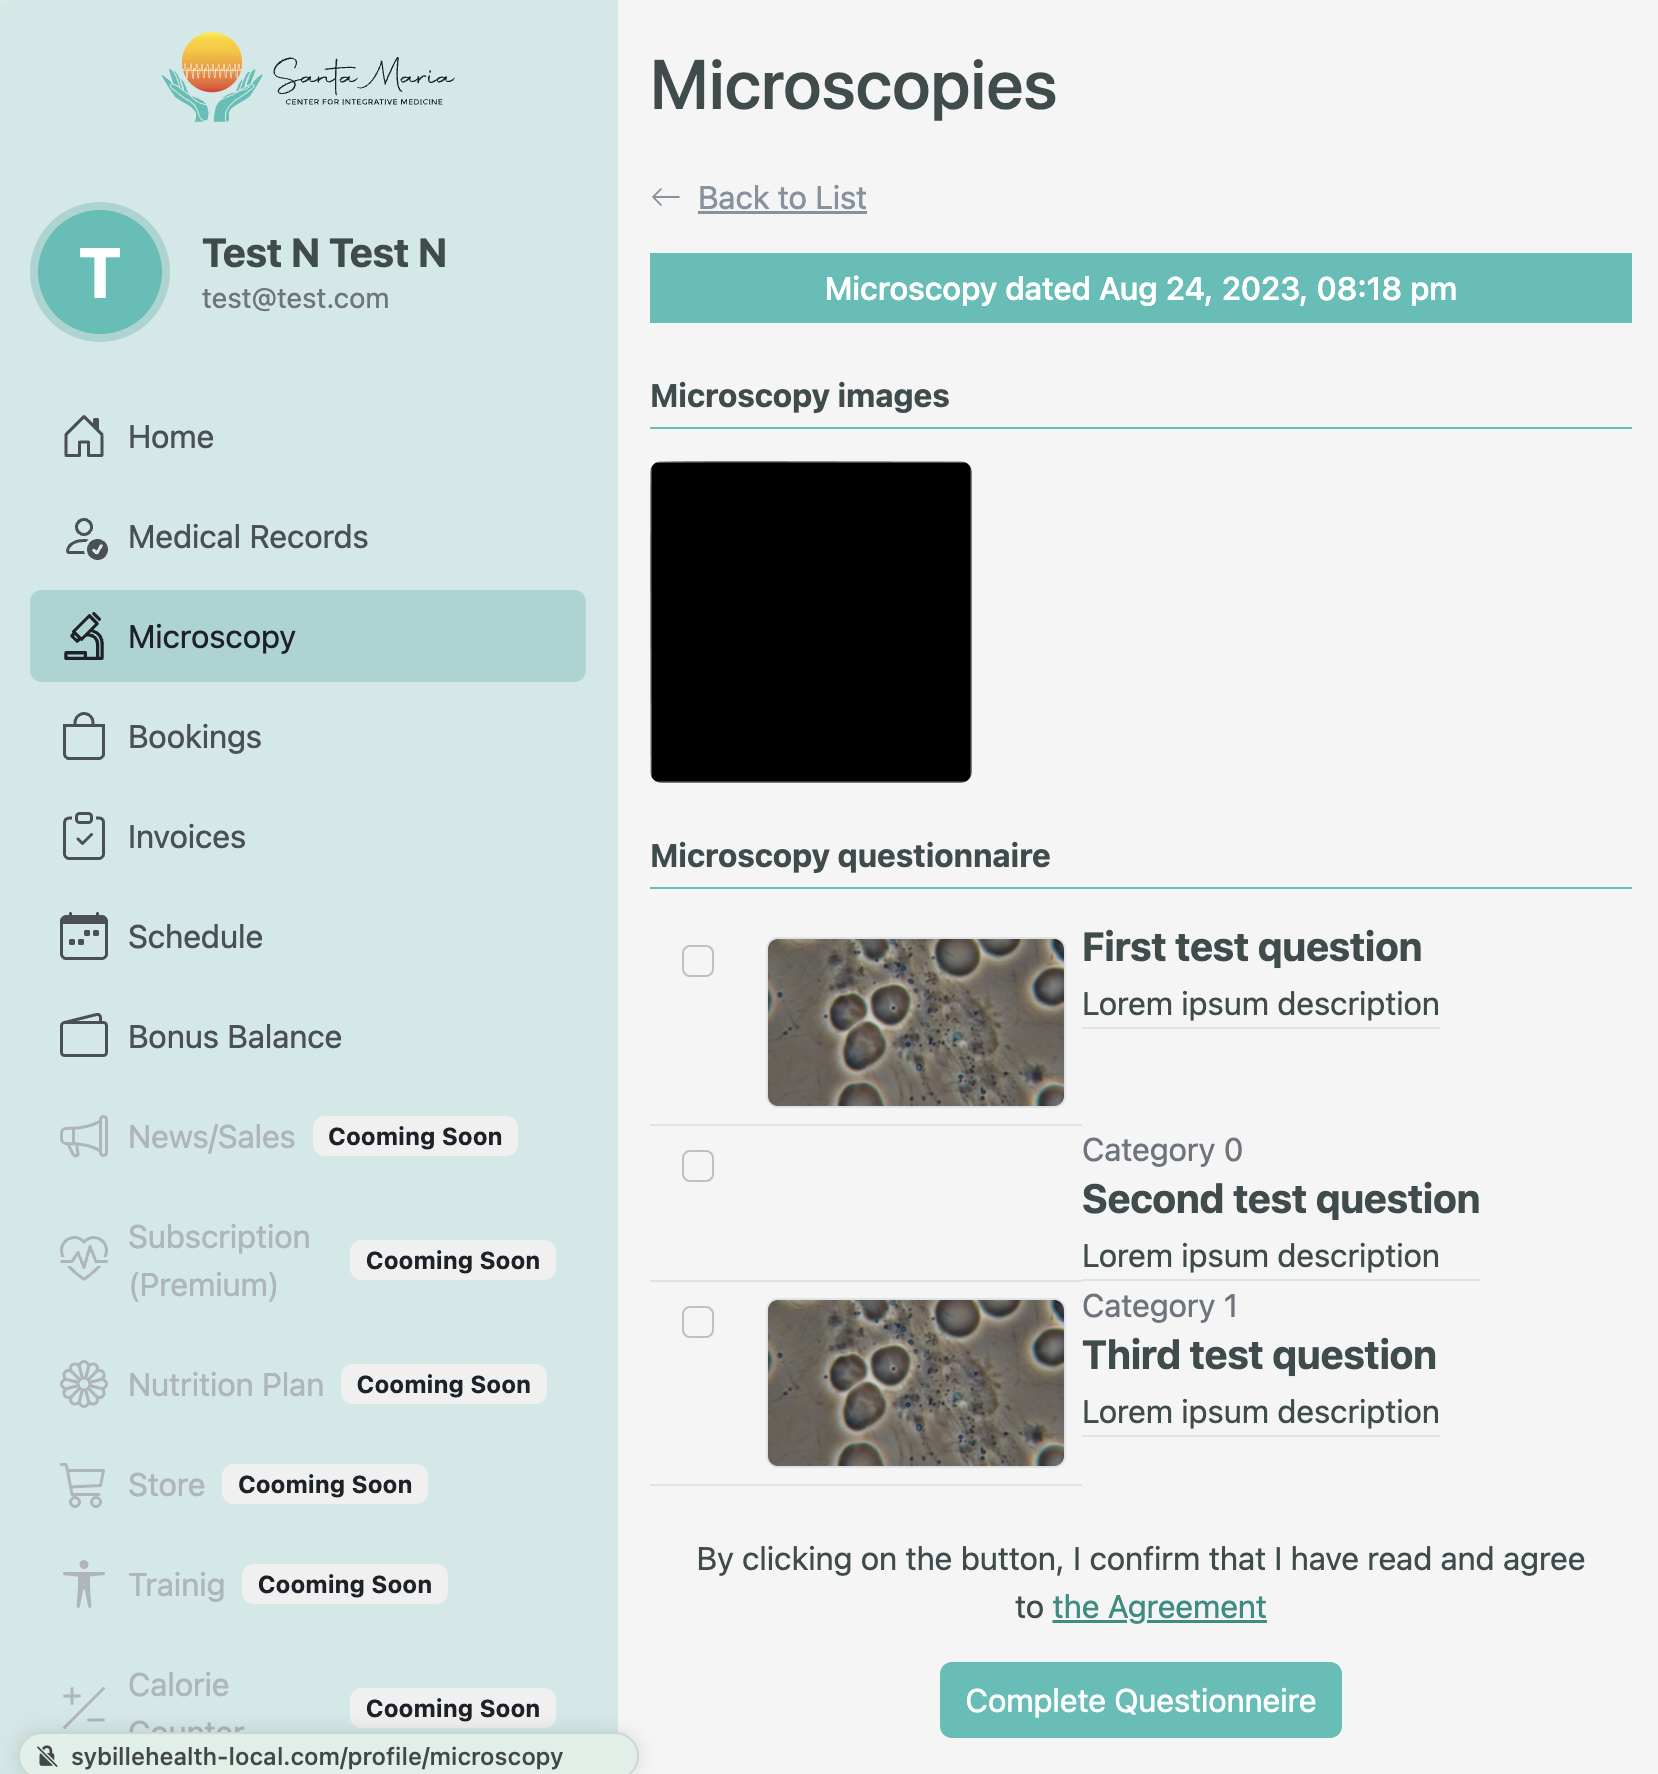 Santa Maria
CENTER FOR INTEGRATIVE MEDICINE
T
Test N Test N
test@test.com
Home
Medical Records
Microscopy
Bookings
Invoices
Schedule
Bonus Balance
News/Sales Cooming Soon
Subscription
(Premium) Cooming Soon
Nutrition Plan Cooming Soon
Store Cooming Soon
Trainig Cooming Soon
Calorie
Counter Cooming Soon
sybillehealth-local.com/profile/microscopy
Microscopies
← Back to List
Microscopy dated Aug 24, 2023, 08:18 pm
Microscopy images
Microscopy questionnaire
First test question
Lorem ipsum description
Category 0
Second test question
Lorem ipsum description
Category 1
Third test question
Lorem ipsum description
By clicking on the button, I confirm that I have read and agree
to the Agreement
Complete Questionneire